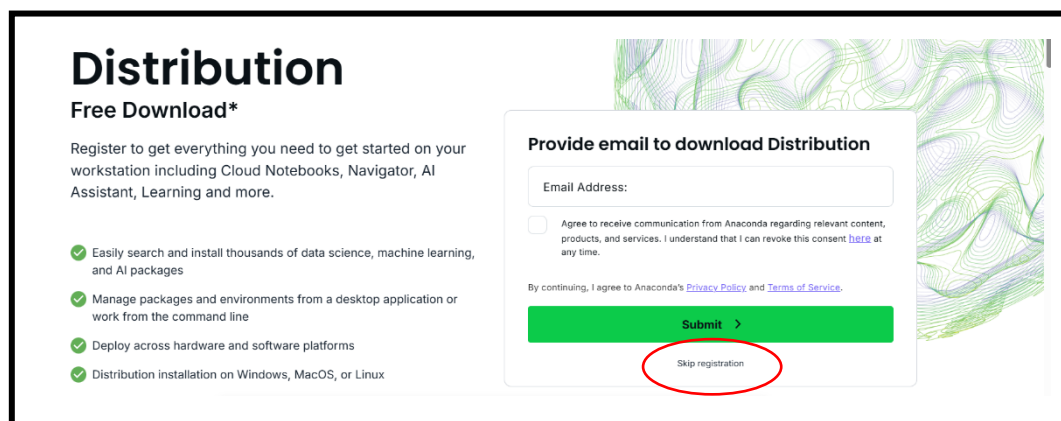 Distribution
Free Download*
Register to get everything you need to get started on your
workstation including Cloud Notebooks, Navigator, AI
Assistant, Learning and more.
Easily search and install thousands of data science, machine learning,
and AI packages
Manage packages and environments from a desktop application or
work from the command line
Deploy across hardware and software platforms
Distribution installation on Windows, MacOS, or Linux
Provide email to download Distribution
Email Address:
Agree to receive communication from Anaconda regarding relevant content,
products, and services. I understand that I can revoke this consent here at
any time.
By continuing, I agree to Anaconda's Privacy Policy and Terms of Service.
Submit
Skip registration